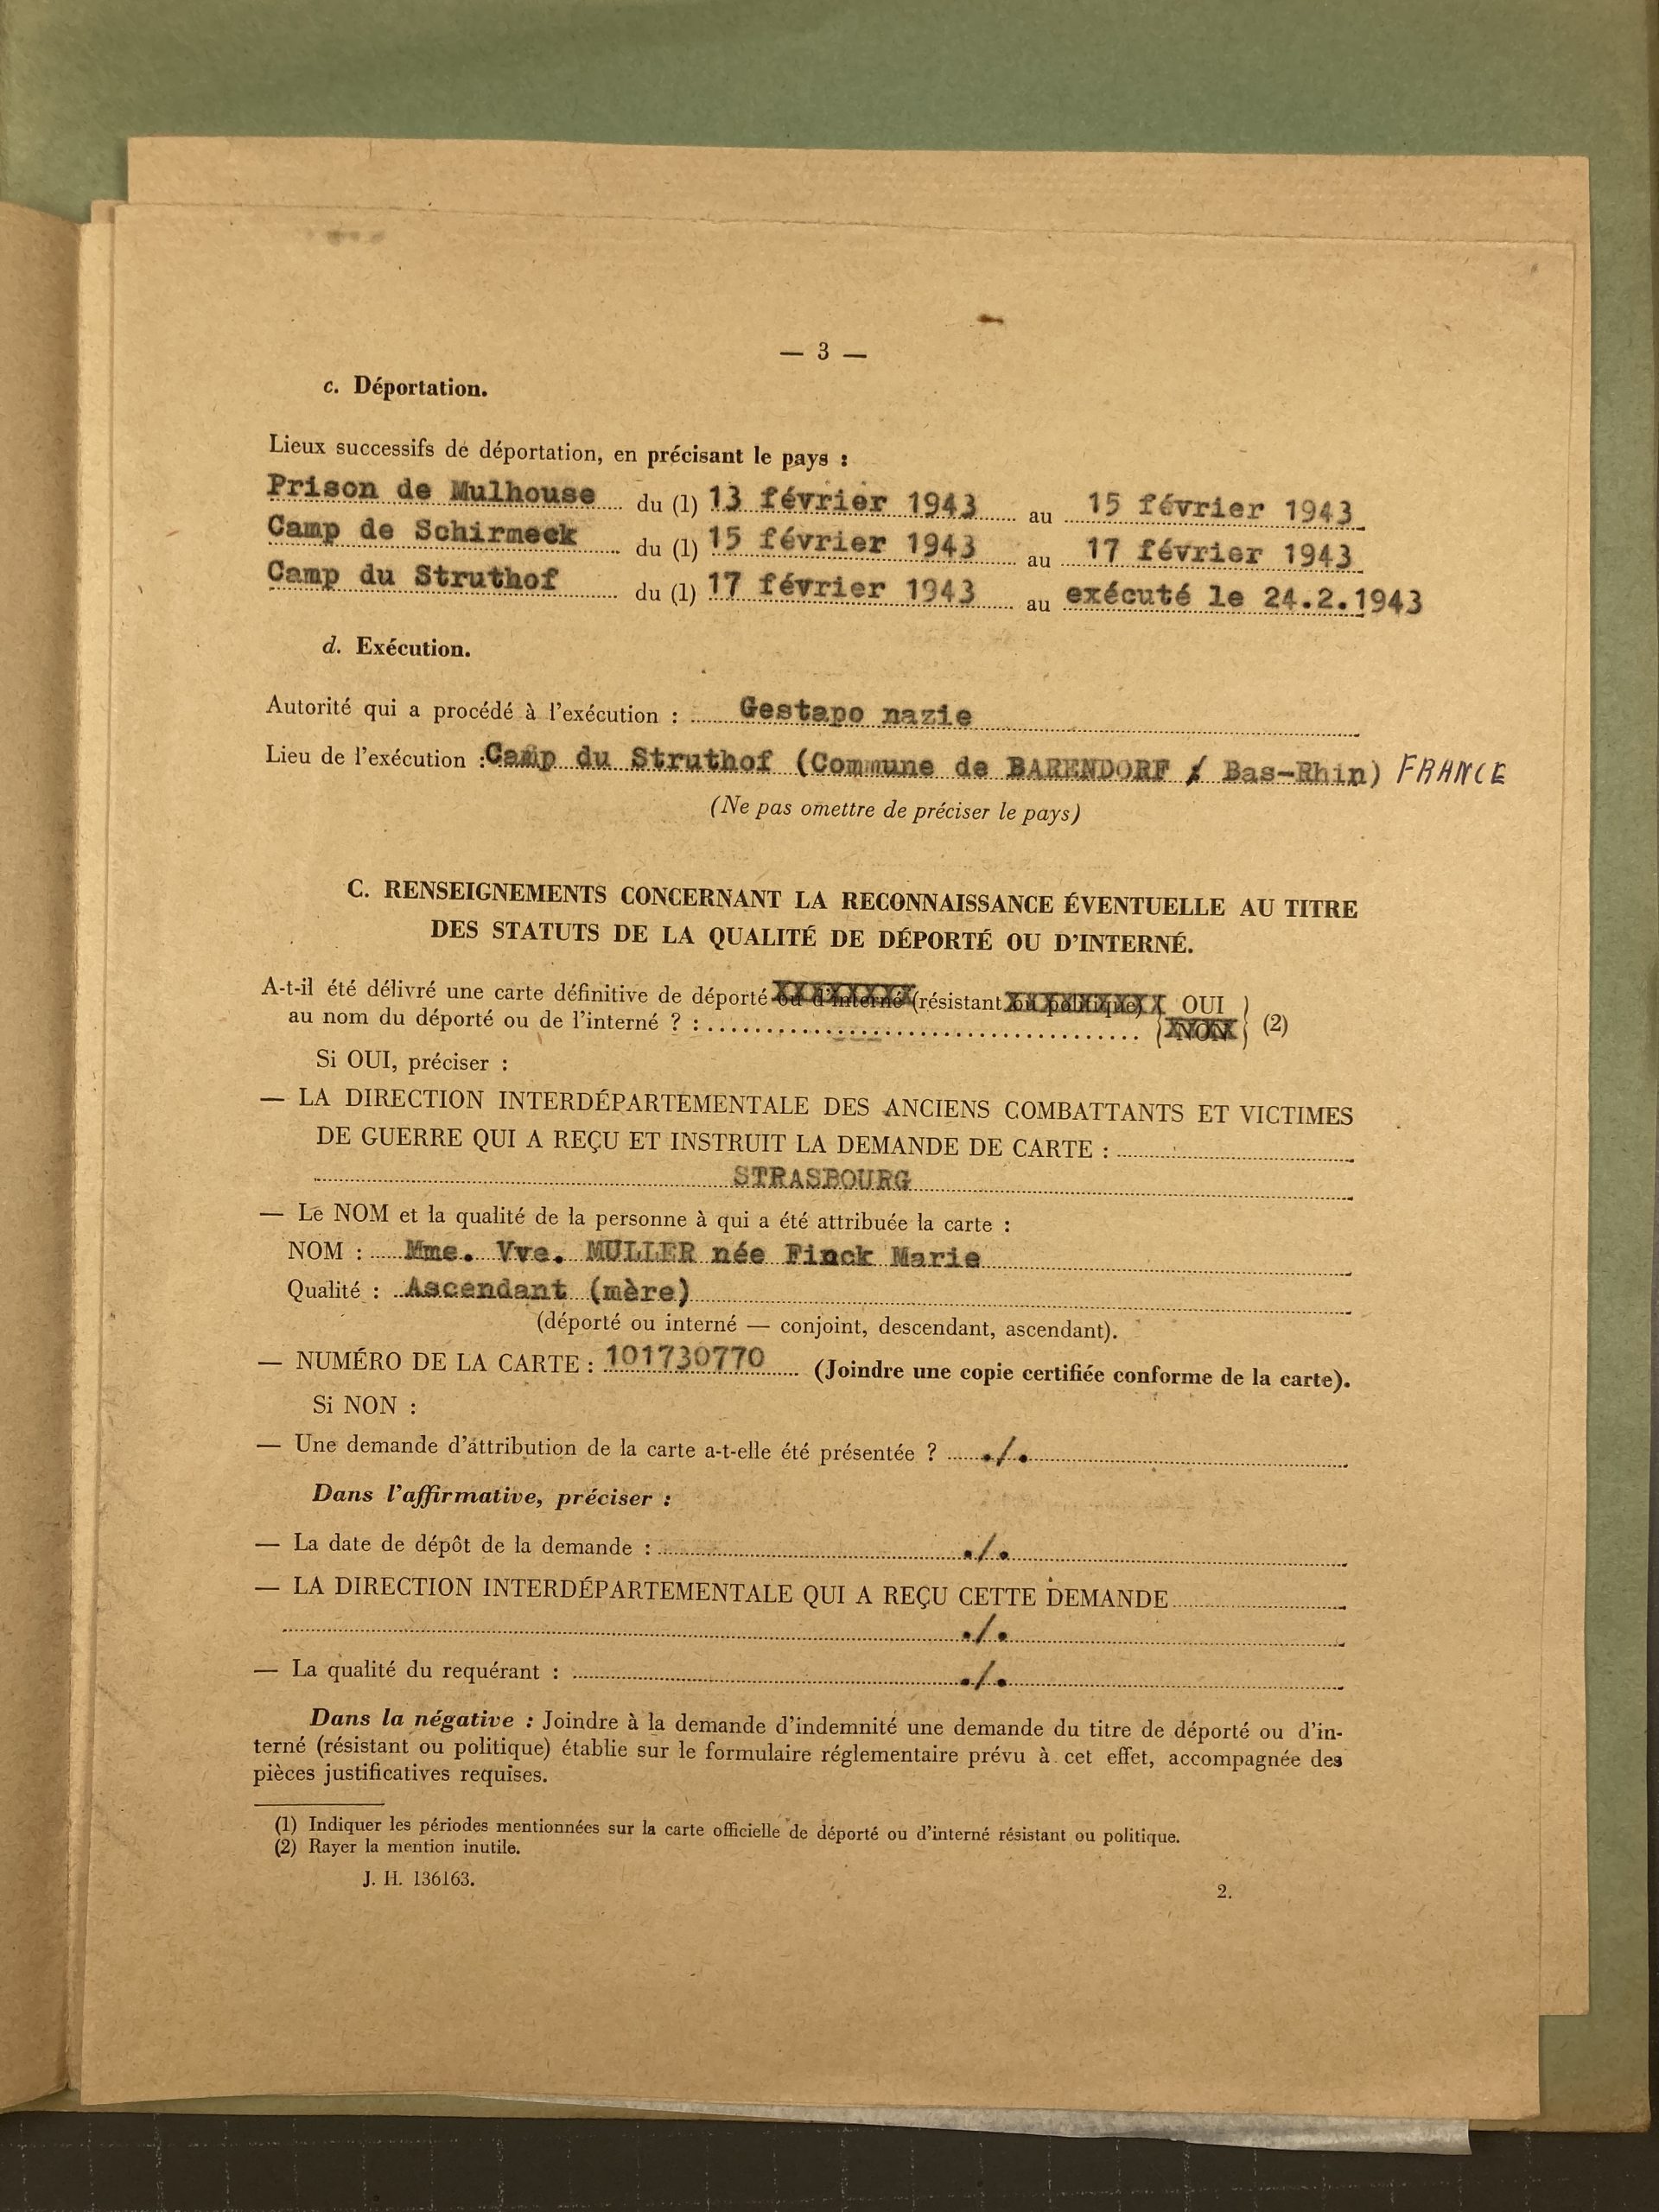 — 3 —
c. Déportation.
Lieux successifs de déportation, en précisant le pays :
Prison de Mulhouse du (1) 13 février 1943 au 15 février 1943
Camp de Schirmeck du (1) 15 février 1943 au 17 février 1943
Camp du Struthof du (1) 17 février 1943 au exécuté le 24.2.1943
d. Exécution.
Autorité qui a procédé à l'exécution : Gestapo nazie
Lieu de l'exécution : Camp du Struthof (Commune de BARENDORF / Bas-Rhin) FRANCE
(Ne pas omettre de préciser le pays)
C. RENSEIGNEMENTS CONCERNANT LA RECONNAISSANCE ÉVENTUELLE AU TITRE
DES STATUTS DE LA QUALITÉ DE DÉPORTÉ OU D'INTERNÉ.
A-t-il été délivré une carte définitive de déporté ou d'interné (résistant ou politique) OUI
au nom du déporté ou de l'interné ? : NON (2)
Si OUI, préciser :
— LA DIRECTION INTERDÉPARTEMENTALE DES ANCIENS COMBATTANTS ET VICTIMES
DE GUERRE QUI A REÇU ET INSTRUIT LA DEMANDE DE CARTE :
STRASBOURG
— Le NOM et la qualité de la personne à qui a été attribuée la carte :
NOM : Mme. Vve. MULLER née Finck Marie
Qualité : Ascendant (mère)
(déporté ou interné — conjoint, descendant, ascendant).
— NUMÉRO DE LA CARTE : 101730770 (Joindre une copie certifiée conforme de la carte).
Si NON :
— Une demande d'attribution de la carte a-t-elle été présentée ? ./.
Dans l'affirmative, préciser :
— La date de dépôt de la demande : ./.
— LA DIRECTION INTERDÉPARTEMENTALE QUI A REÇU CETTE DEMANDE
./.
— La qualité du requérant : ./.
Dans la négative : Joindre à la demande d'indemnité une demande du titre de déporté ou d'in-
terné (résistant ou politique) établie sur le formulaire réglementaire prévu à cet effet, accompagnée des
pièces justificatives requises.
(1) Indiquer les périodes mentionnées sur la carte officielle de déporté ou d'interné résistant ou politique.
(2) Rayer la mention inutile.
J. H. 136163.
2.